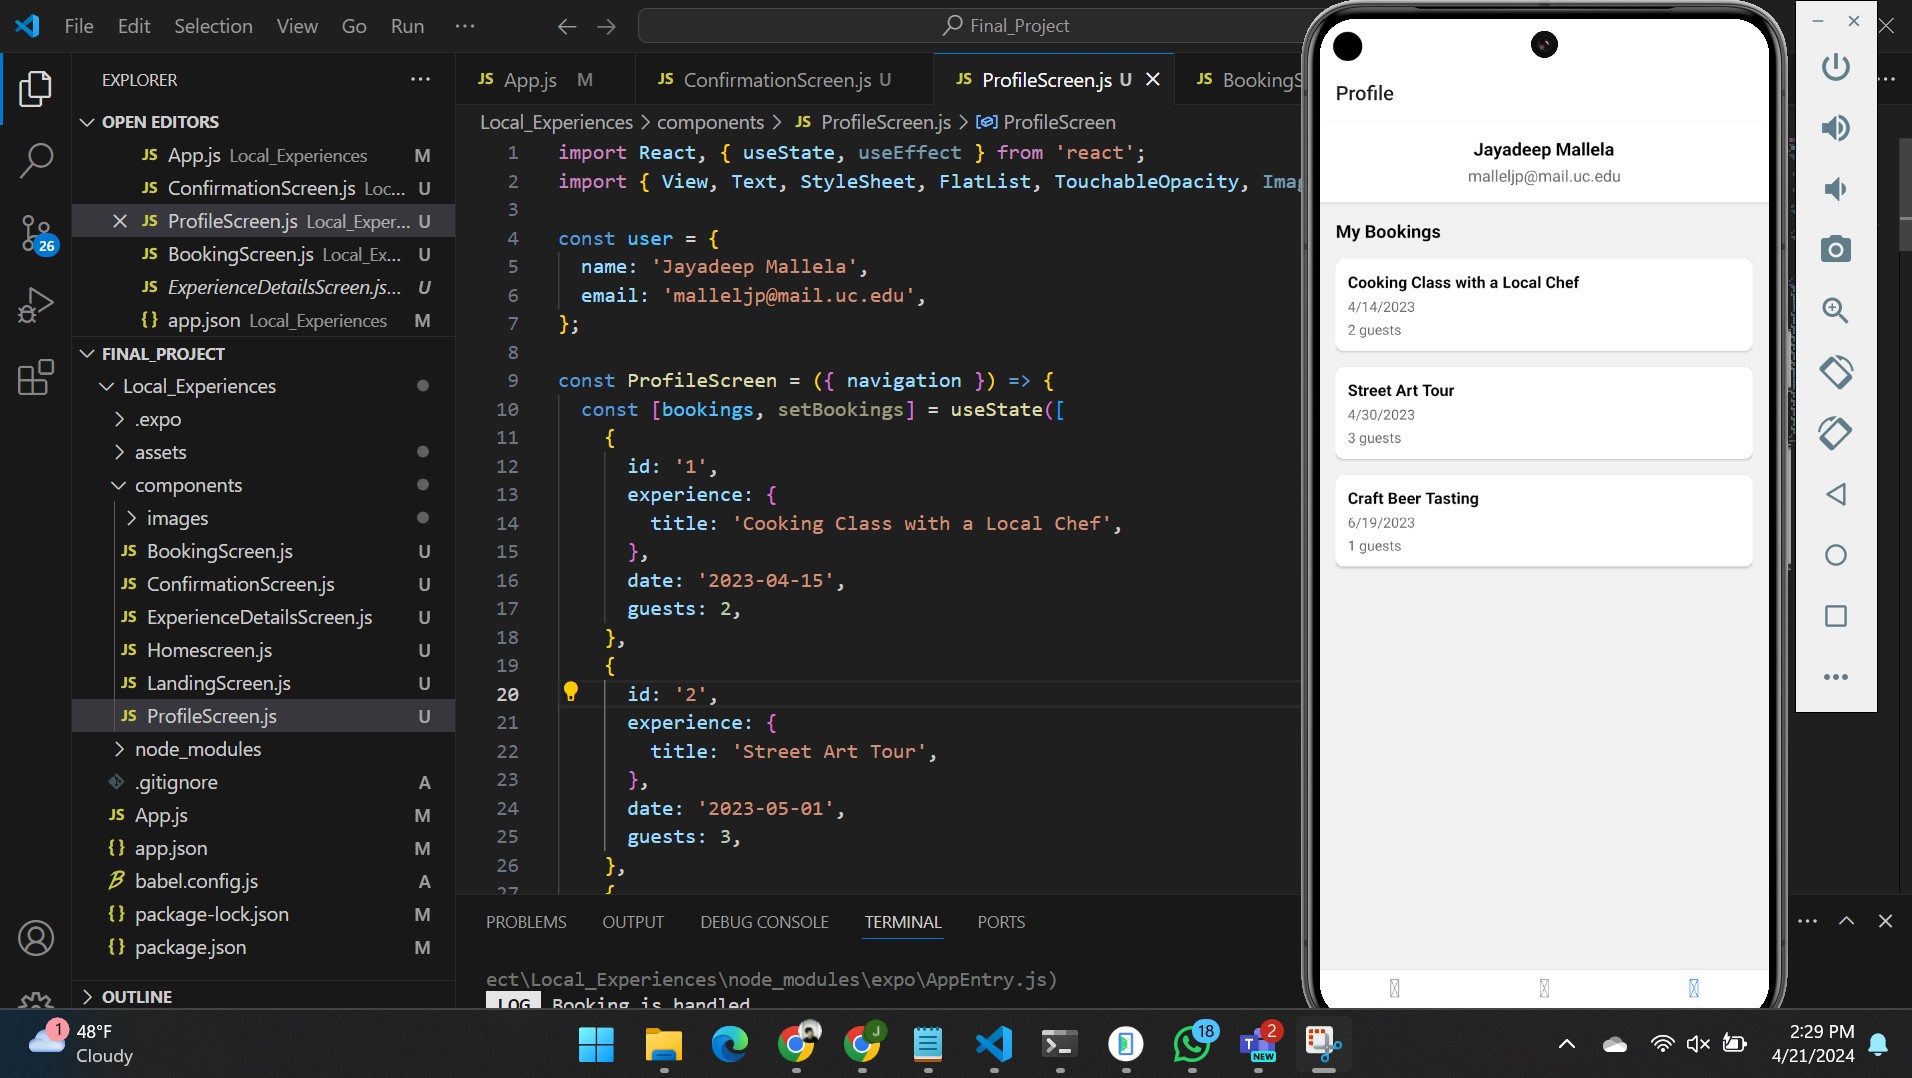 File Edit Selection View Go Run ··· Final_Project
EXPLORER
OPEN EDITORS
JS App.js Local_Experiences M
JS ConfirmationScreen.js Loc... U
JS ProfileScreen.js Local_Exper... U
JS BookingScreen.js Local_Ex... U
JS ExperienceDetailsScreen.js... U
{} app.json Local_Experiences M
FINAL_PROJECT
Local_Experiences
.expo
assets
components
images
JS BookingScreen.js U
JS ConfirmationScreen.js U
JS ExperienceDetailsScreen.js U
JS Homescreen.js U
JS LandingScreen.js U
JS ProfileScreen.js U
node_modules
.gitignore A
JS App.js M
{} app.json M
babel.config.js A
{} package-lock.json M
{} package.json M
OUTLINE
26
JS App.js M JS ConfirmationScreen.js U JS ProfileScreen.js U JS BookingS
Local_Experiences > components > JS ProfileScreen.js > ProfileScreen
1 import React, { useState, useEffect } from 'react';
2 import { View, Text, StyleSheet, FlatList, TouchableOpacity, Imag
3
4 const user = {
5 name: 'Jayadeep Mallela',
6 email: 'malleljp@mail.uc.edu',
7 };
8
9 const ProfileScreen = ({ navigation }) => {
10 const [bookings, setBookings] = useState([
11 {
12 id: '1',
13 experience: {
14 title: 'Cooking Class with a Local Chef',
15 },
16 date: '2023-04-15',
17 guests: 2,
18 },
19 {
20 id: '2',
21 experience: {
22 title: 'Street Art Tour',
23 },
24 date: '2023-05-01',
25 guests: 3,
26 },
27 {
PROBLEMS OUTPUT DEBUG CONSOLE TERMINAL PORTS
ect\Local_Experiences\node_modules\expo\AppEntry.js)
LOG Booking is handled
Profile
Jayadeep Mallela
malleljp@mail.uc.edu
My Bookings
Cooking Class with a Local Chef
4/14/2023
2 guests
Street Art Tour
4/30/2023
3 guests
Craft Beer Tasting
6/19/2023
1 guests
1 48°F
Cloudy
J
18
2
T
NEW
2:29 PM
4/21/2024